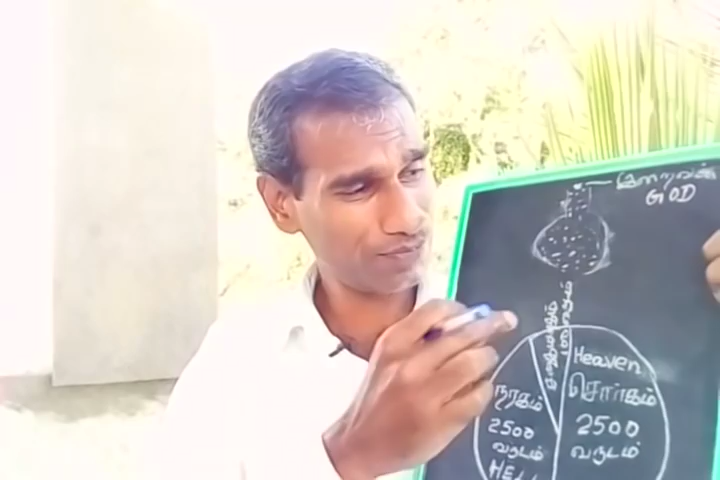 இறைவன்
GOD
Heaven
சொர்கம்
2500
வருடம்
நரகம்
2500
வருடம்
HELL